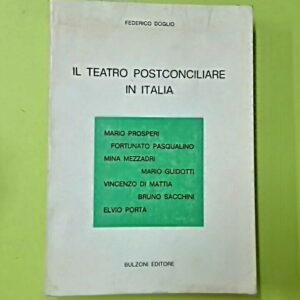 FEDERICO DOGLIO
IL TEATRO POSTCONCILIARE
IN ITALIA
MARIO PROSPERI
FORTUNATO PASQUALINO
MINA MEZZADRI
MARIO GUIDOTTI
VINCENZO DI MATTIA
BRUNO SACCHINI
ELVIO PORTA
BULZONI EDITORE